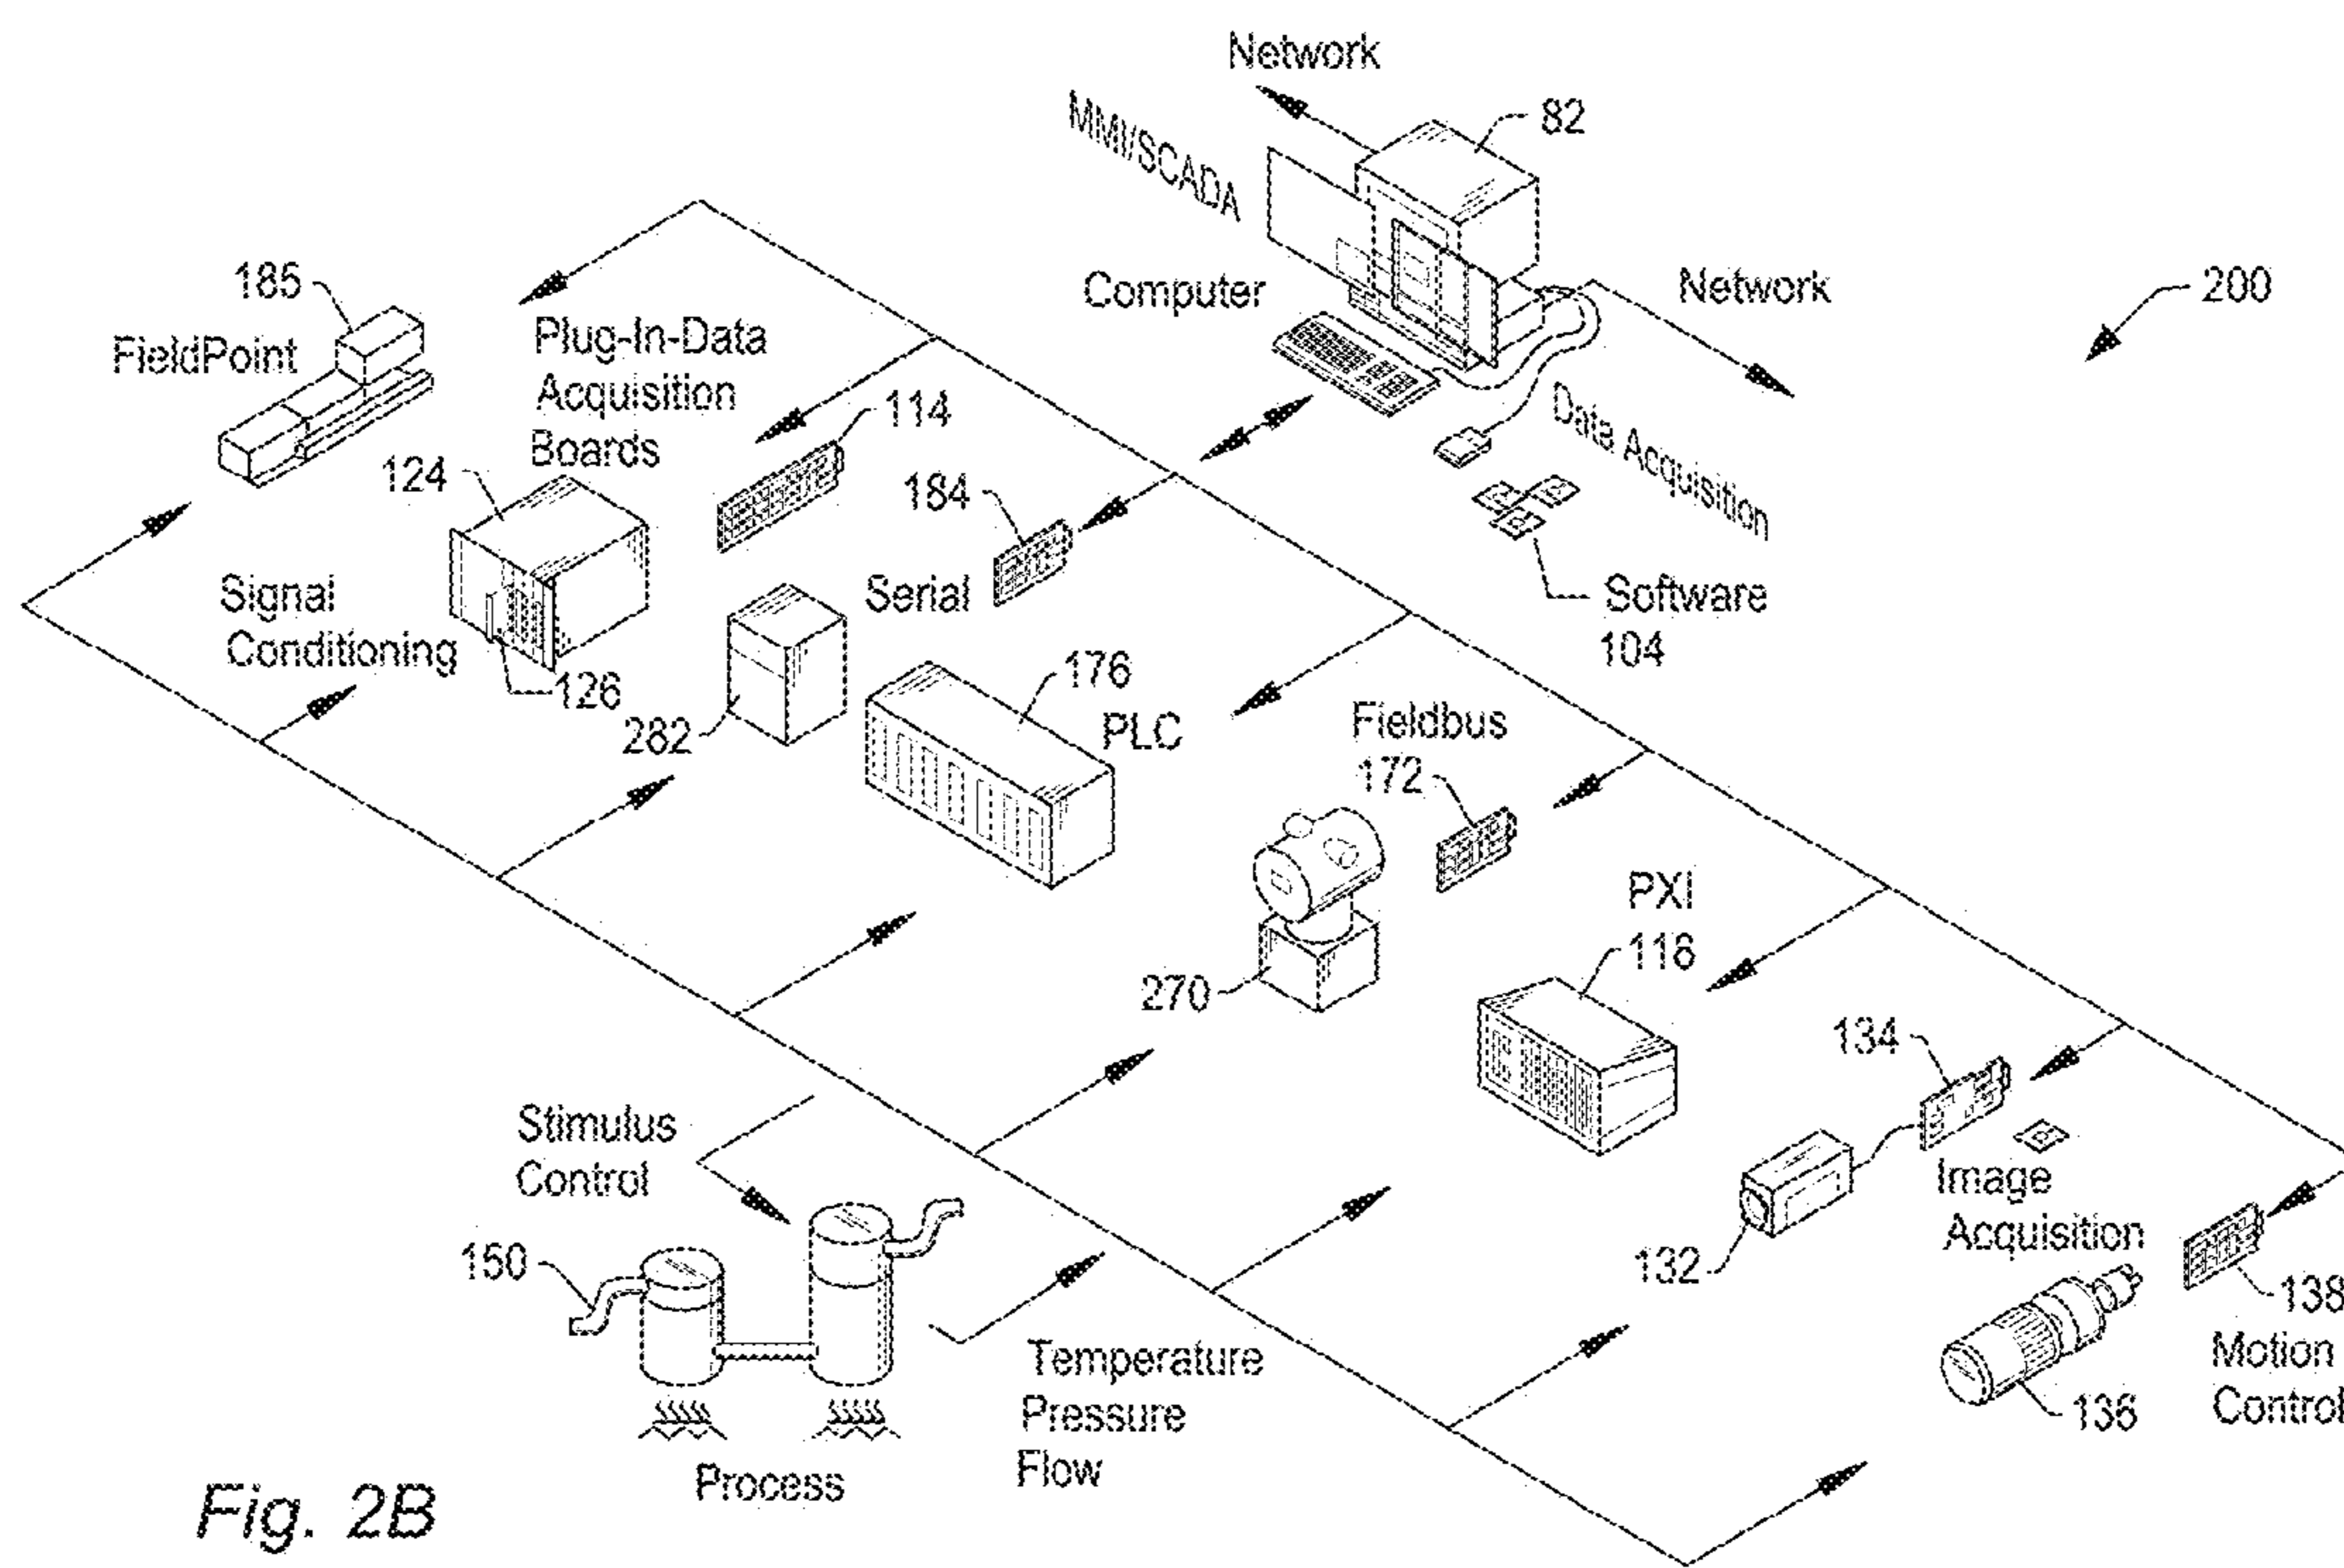 Network
MMI/SCADA
82
Computer
Network
200
185
FieldPoint
Plug-In-Data
Acquisition
Boards
114
124
184
Data Acquisition
Signal
Conditioning
126
Serial
Software
104
282
176
PLC
Fieldbus
172
PXI
118
270
134
Stimulus
Control
Image
Acquisition
132
150
138
Motion
Control
136
Temperature
Pressure
Flow
Process
Fig. 2B